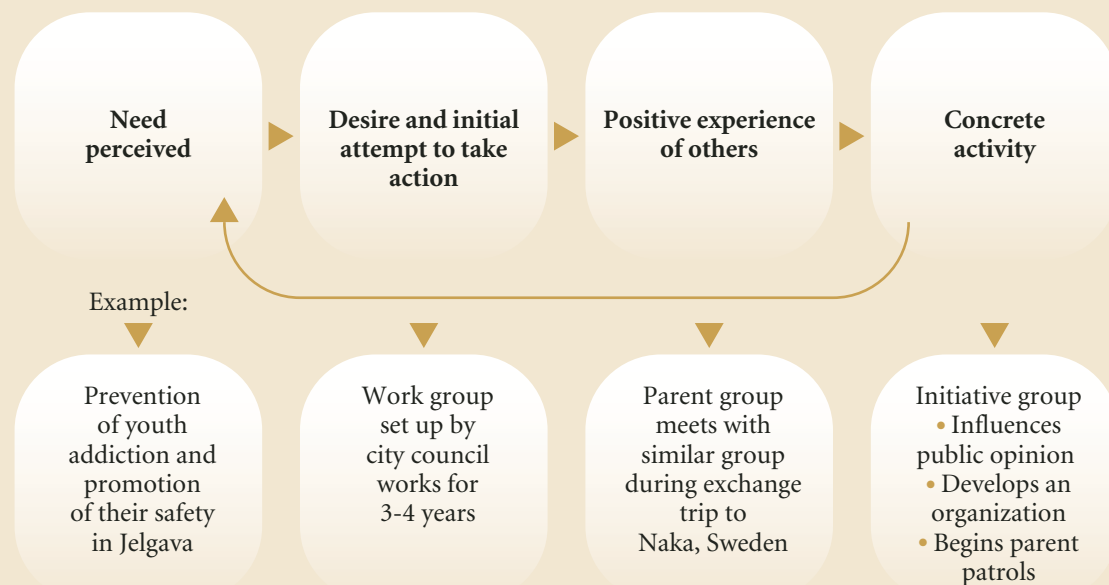 Need
perceived
Desire and initial
attempt to take
action
Positive experience
of others
Concrete
activity
Example:
Prevention
of youth
addiction and
promotion
of their safety
in Jelgava
Work group
set up by
city council
works for
3-4 years
Parent group
meets with
similar group
during exchange
trip to
Naka, Sweden
Initiative group
• Influences
public opinion
• Develops an
organization
• Begins parent
patrols